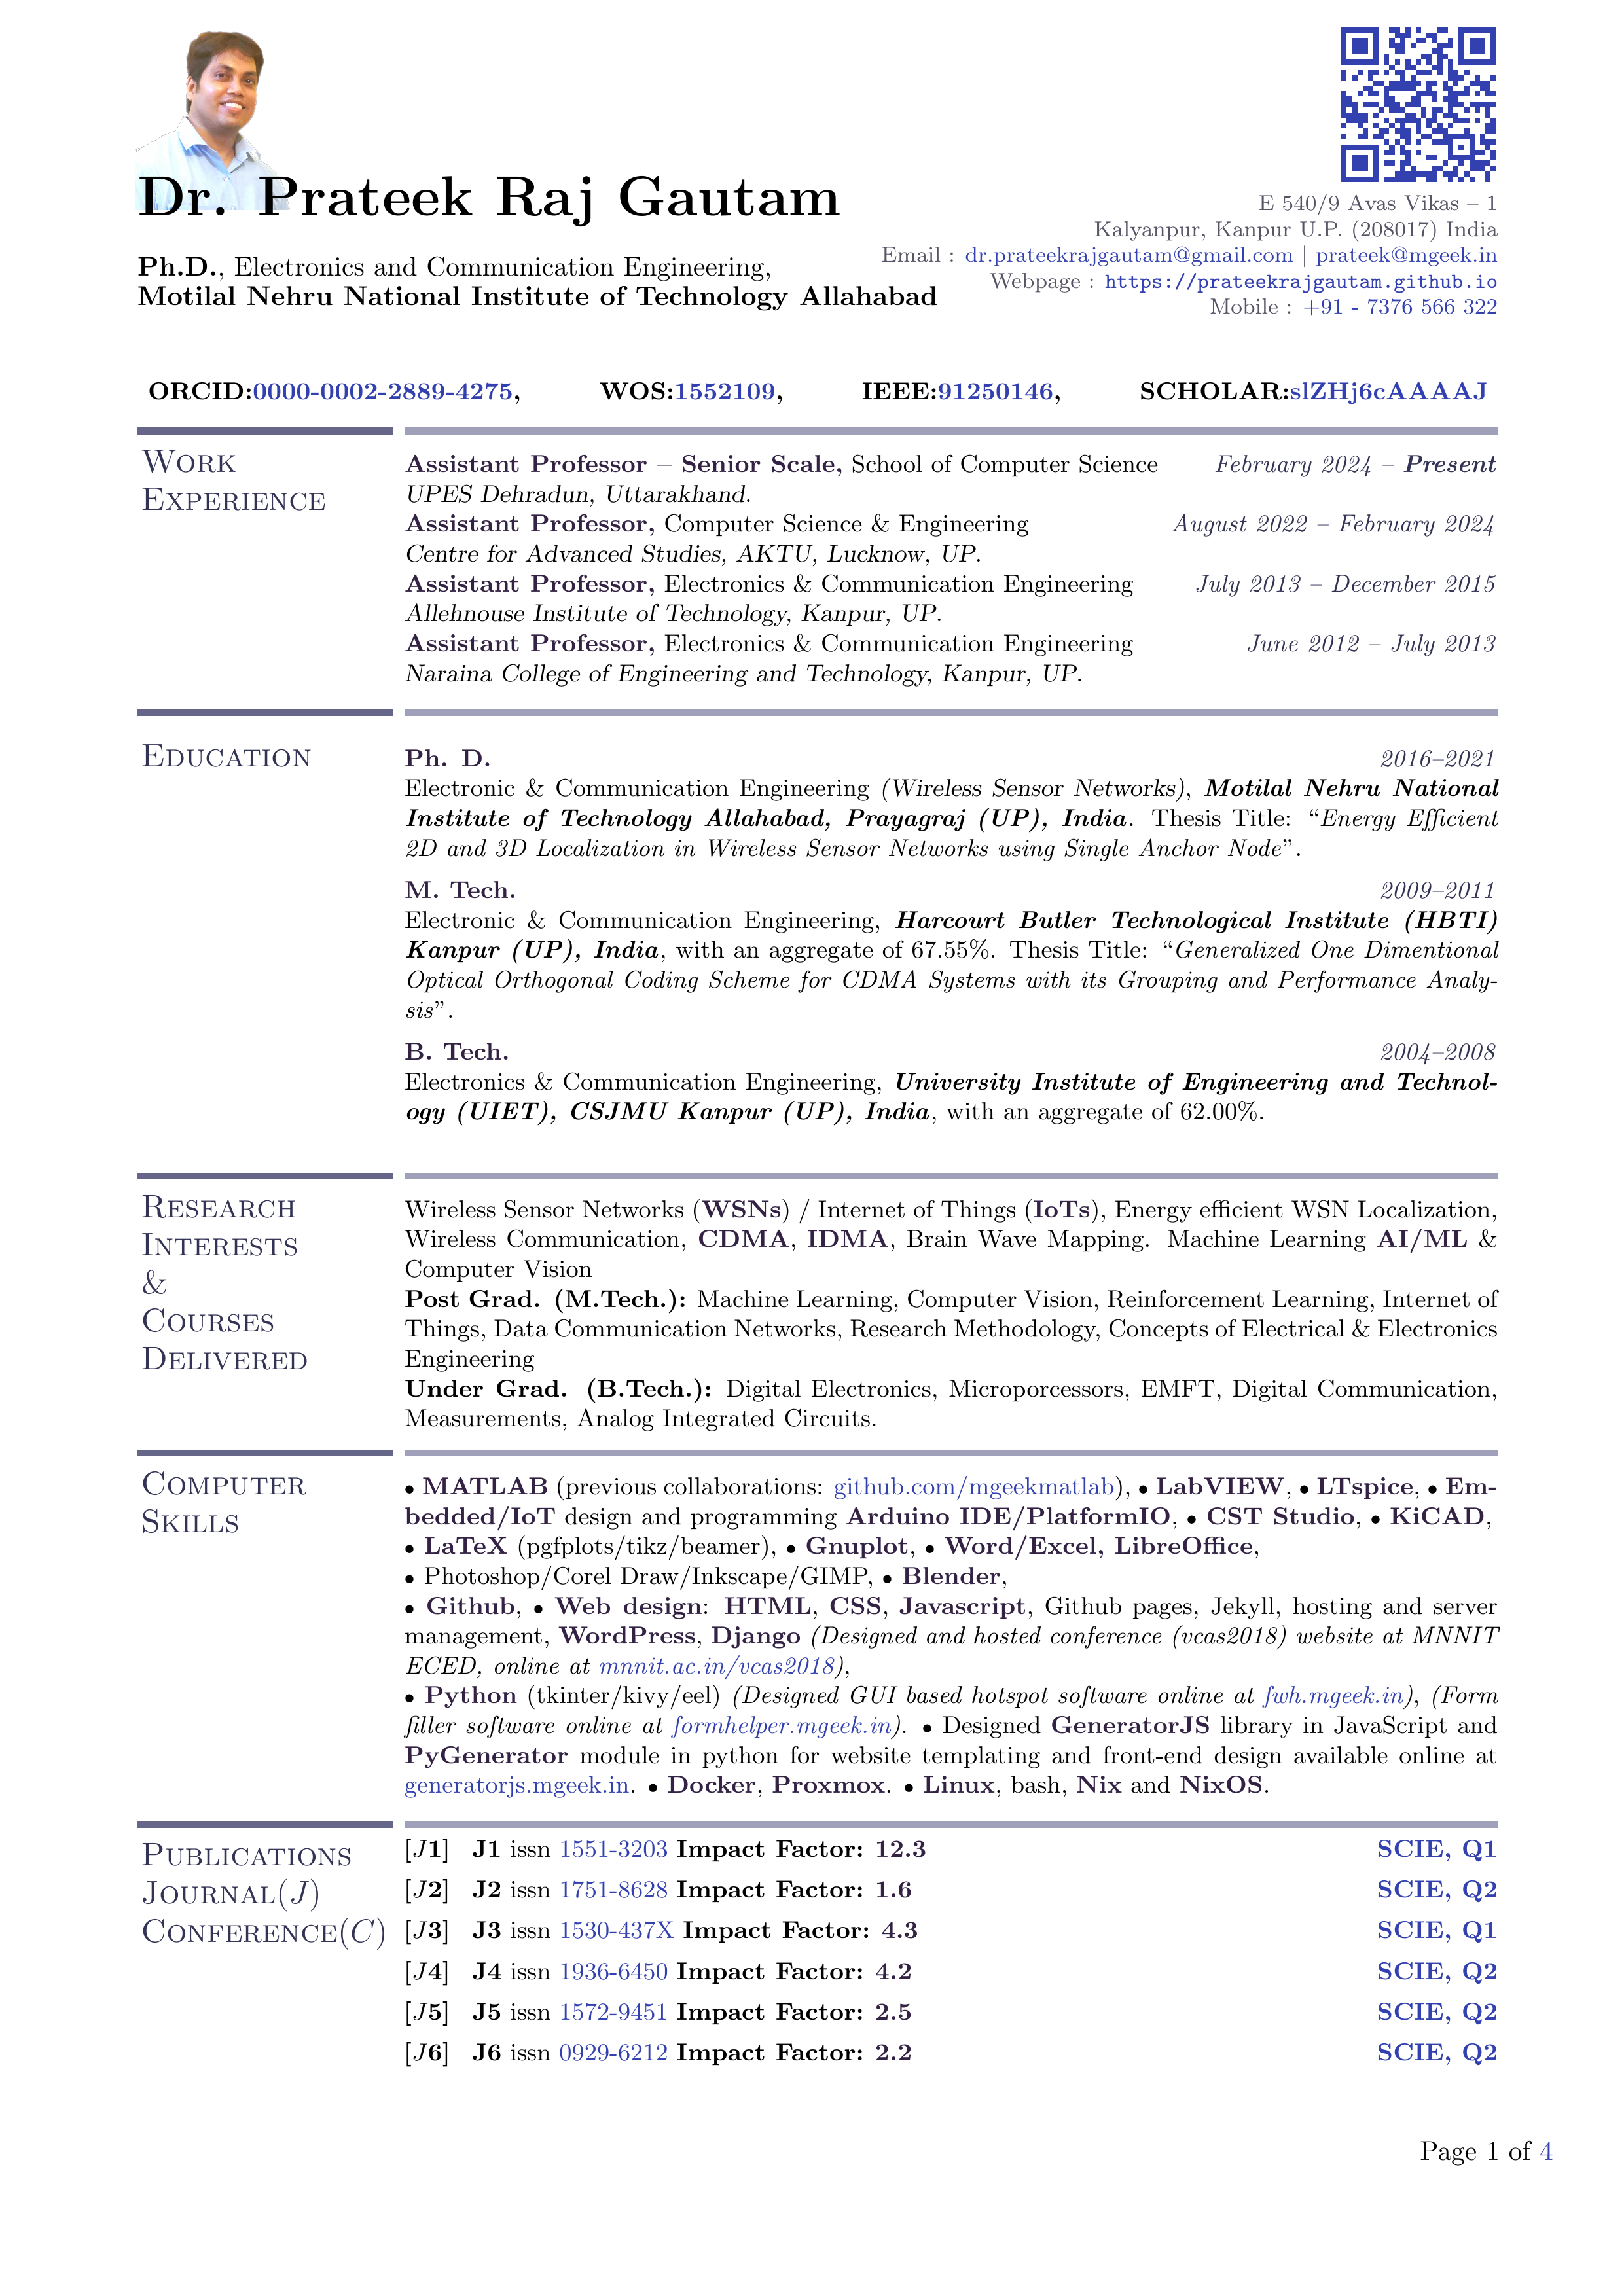 Dr. Prateek Raj Gautam
Ph.D., Electronics and Communication Engineering,
Motilal Nehru National Institute of Technology Allahabad
E 540/9 Avas Vikas – 1
Kalyanpur, Kanpur U.P. (208017) India
Email : dr.prateekrajgautam@gmail.com | prateek@mgeek.in
Webpage : https://prateekrajgautam.github.io
Mobile : +91 - 7376 566 322
ORCID:0000-0002-2889-4275, WOS:1552109, IEEE:91250146, SCHOLAR:slZHj6cAAAAJ
Work
Experience
Assistant Professor – Senior Scale, School of Computer Science February 2024 – Present
UPES Dehradun, Uttarakhand.
Assistant Professor, Computer Science & Engineering August 2022 – February 2024
Centre for Advanced Studies, AKTU, Lucknow, UP.
Assistant Professor, Electronics & Communication Engineering July 2013 – December 2015
Allehnouse Institute of Technology, Kanpur, UP.
Assistant Professor, Electronics & Communication Engineering June 2012 – July 2013
Naraina College of Engineering and Technology, Kanpur, UP.
Education
Ph. D. 2016–2021
Electronic & Communication Engineering (Wireless Sensor Networks), Motilal Nehru National
Institute of Technology Allahabad, Prayagraj (UP), India. Thesis Title: “Energy Efficient
2D and 3D Localization in Wireless Sensor Networks using Single Anchor Node”.
M. Tech. 2009–2011
Electronic & Communication Engineering, Harcourt Butler Technological Institute (HBTI)
Kanpur (UP), India, with an aggregate of 67.55%. Thesis Title: “Generalized One Dimentional
Optical Orthogonal Coding Scheme for CDMA Systems with its Grouping and Performance Analy-
sis”.
B. Tech. 2004–2008
Electronics & Communication Engineering, University Institute of Engineering and Technol-
ogy (UIET), CSJMU Kanpur (UP), India, with an aggregate of 62.00%.
Research
Interests
&
Courses
Delivered
Wireless Sensor Networks (WSNs) / Internet of Things (IoTs), Energy efficient WSN Localization,
Wireless Communication, CDMA, IDMA, Brain Wave Mapping. Machine Learning AI/ML &
Computer Vision
Post Grad. (M.Tech.): Machine Learning, Computer Vision, Reinforcement Learning, Internet of
Things, Data Communication Networks, Research Methodology, Concepts of Electrical & Electronics
Engineering
Under Grad. (B.Tech.): Digital Electronics, Microporcessors, EMFT, Digital Communication,
Measurements, Analog Integrated Circuits.
Computer
Skills
• MATLAB (previous collaborations: github.com/mgeekmatlab), • LabVIEW, • LTspice, • Em-
bedded/IoT design and programming Arduino IDE/PlatformIO, • CST Studio, • KiCAD,
• LaTeX (pgfplots/tikz/beamer), • Gnuplot, • Word/Excel, LibreOffice,
• Photoshop/Corel Draw/Inkscape/GIMP, • Blender,
• Github, • Web design: HTML, CSS, Javascript, Github pages, Jekyll, hosting and server
management, WordPress, Django (Designed and hosted conference (vcas2018) website at MNNIT
ECED, online at mnnit.ac.in/vcas2018),
• Python (tkinter/kivy/eel) (Designed GUI based hotspot software online at fwh.mgeek.in), (Form
filler software online at formhelper.mgeek.in). • Designed GeneratorJS library in JavaScript and
PyGenerator module in python for website templating and front-end design available online at
generatorjs.mgeek.in. • Docker, Proxmox. • Linux, bash, Nix and NixOS.
Publications
Journal(J)
Conference(C)
[J1] J1 issn 1551-3203 Impact Factor: 12.3 SCIE, Q1
[J2] J2 issn 1751-8628 Impact Factor: 1.6 SCIE, Q2
[J3] J3 issn 1530-437X Impact Factor: 4.3 SCIE, Q1
[J4] J4 issn 1936-6450 Impact Factor: 4.2 SCIE, Q2
[J5] J5 issn 1572-9451 Impact Factor: 2.5 SCIE, Q2
[J6] J6 issn 0929-6212 Impact Factor: 2.2 SCIE, Q2
Page 1 of 4